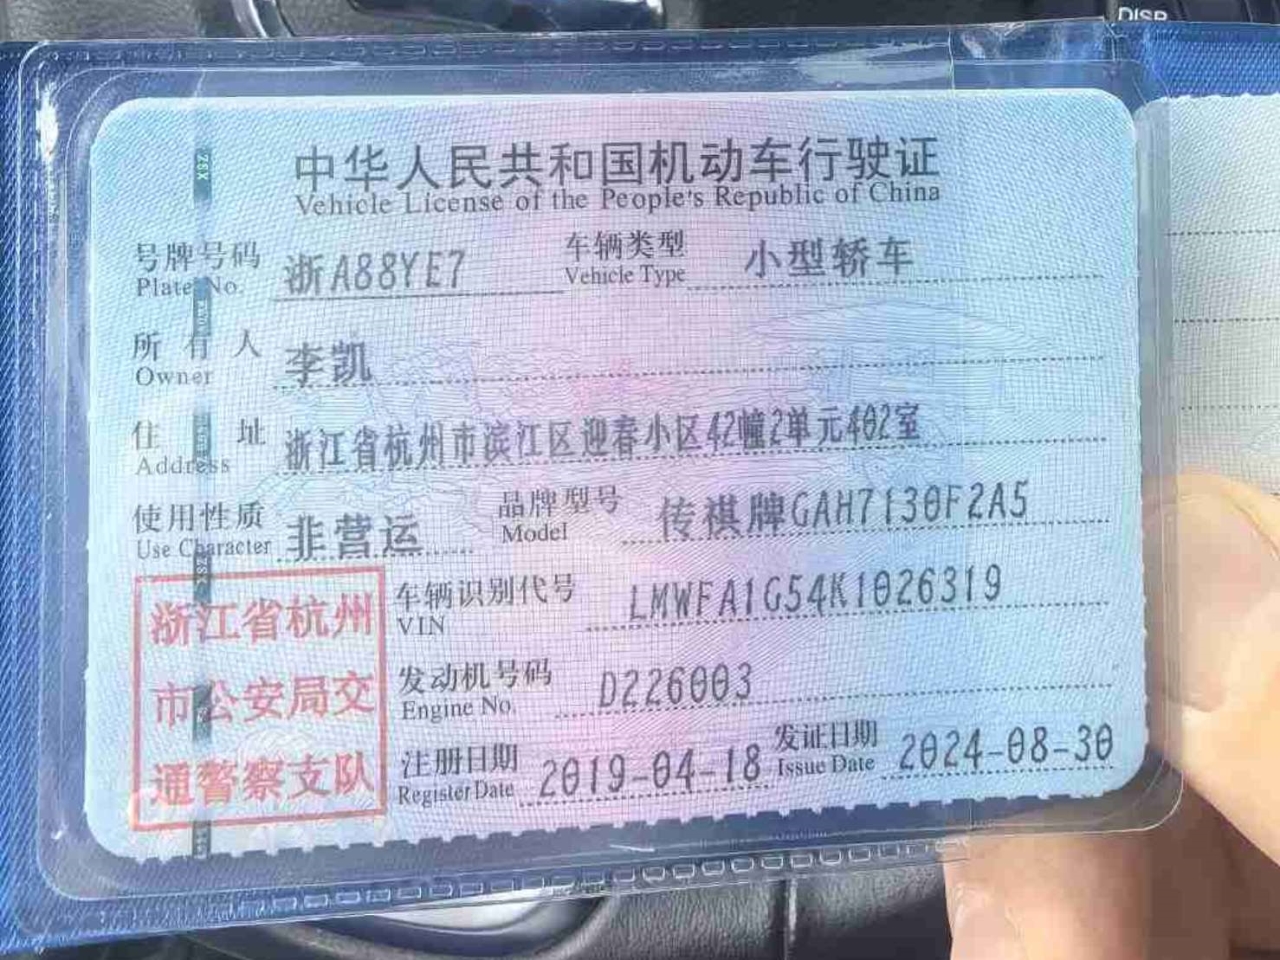 DISP
中华人民共和国机动车行驶证
Vehicle License of the People's Republic of China
号牌号码 浙A88YE7 车辆类型 小型轿车
Plate No. Vehicle Type
所有人 李凯
Owner
住址 浙江省杭州市滨江区迎春小区42幢2单元402室
Address
使用性质 非营运 品牌型号 传祺牌GAH7130F2A5
Use Character Model
浙江省杭州
市公安局交
通警察支队
车辆识别代号 LMWFA1G54K1026319
VIN
发动机号码 D226003
Engine No.
注册日期 2019-04-18 发证日期 2024-08-30
Register Date Issue Date